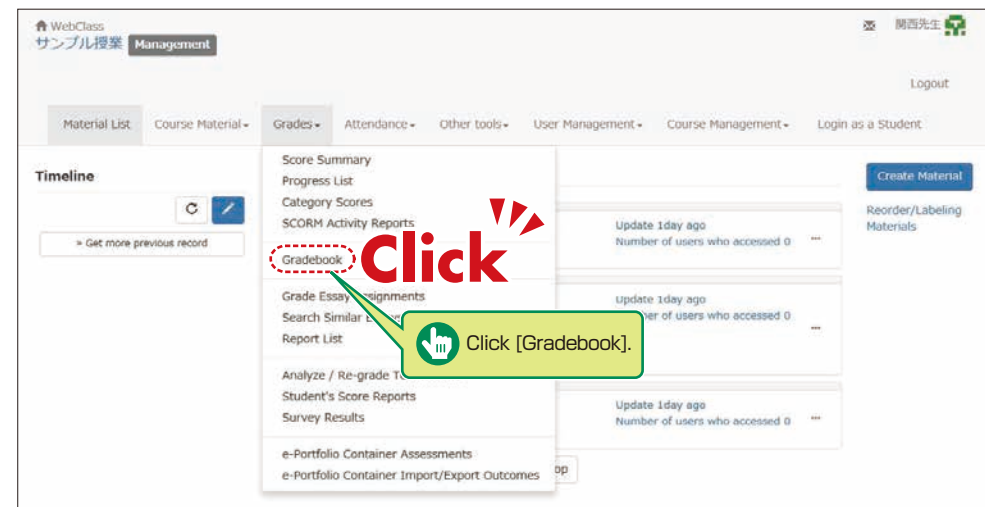 WebClass
関西先生
サンプル授業 Management
Logout
Material List Course Material Grades Attendance Other tools User Management Course Management Login as a Student
Timeline
» Get more previous record
Score Summary
Progress List
Category Scores
SCORM Activity Reports
Gradebook
Click
Grade Essay Assignments
Search Similar
Report List
Click [Gradebook].
Analyze / Re-grade
Student's Score Reports
Survey Results
e-Portfolio Container Assessments
e-Portfolio Container Import/Export Outcomes
Update 1day ago
Number of users who accessed 0
Update 1day ago
er of users who accessed 0
Update 1day ago
Number of users who accessed 0
op
Create Material
Reorder/Labeling
Materials